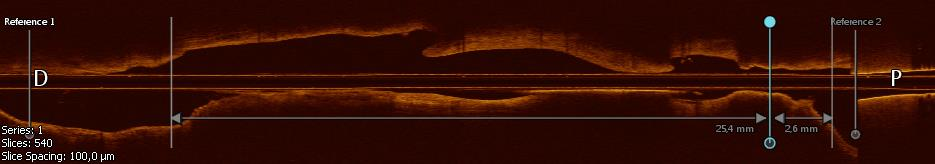 Reference 1
Reference 2
D
P
25,4 mm
2,6 mm
Series: 1
Slices: 540
Slice Spacing: 100,0 µm